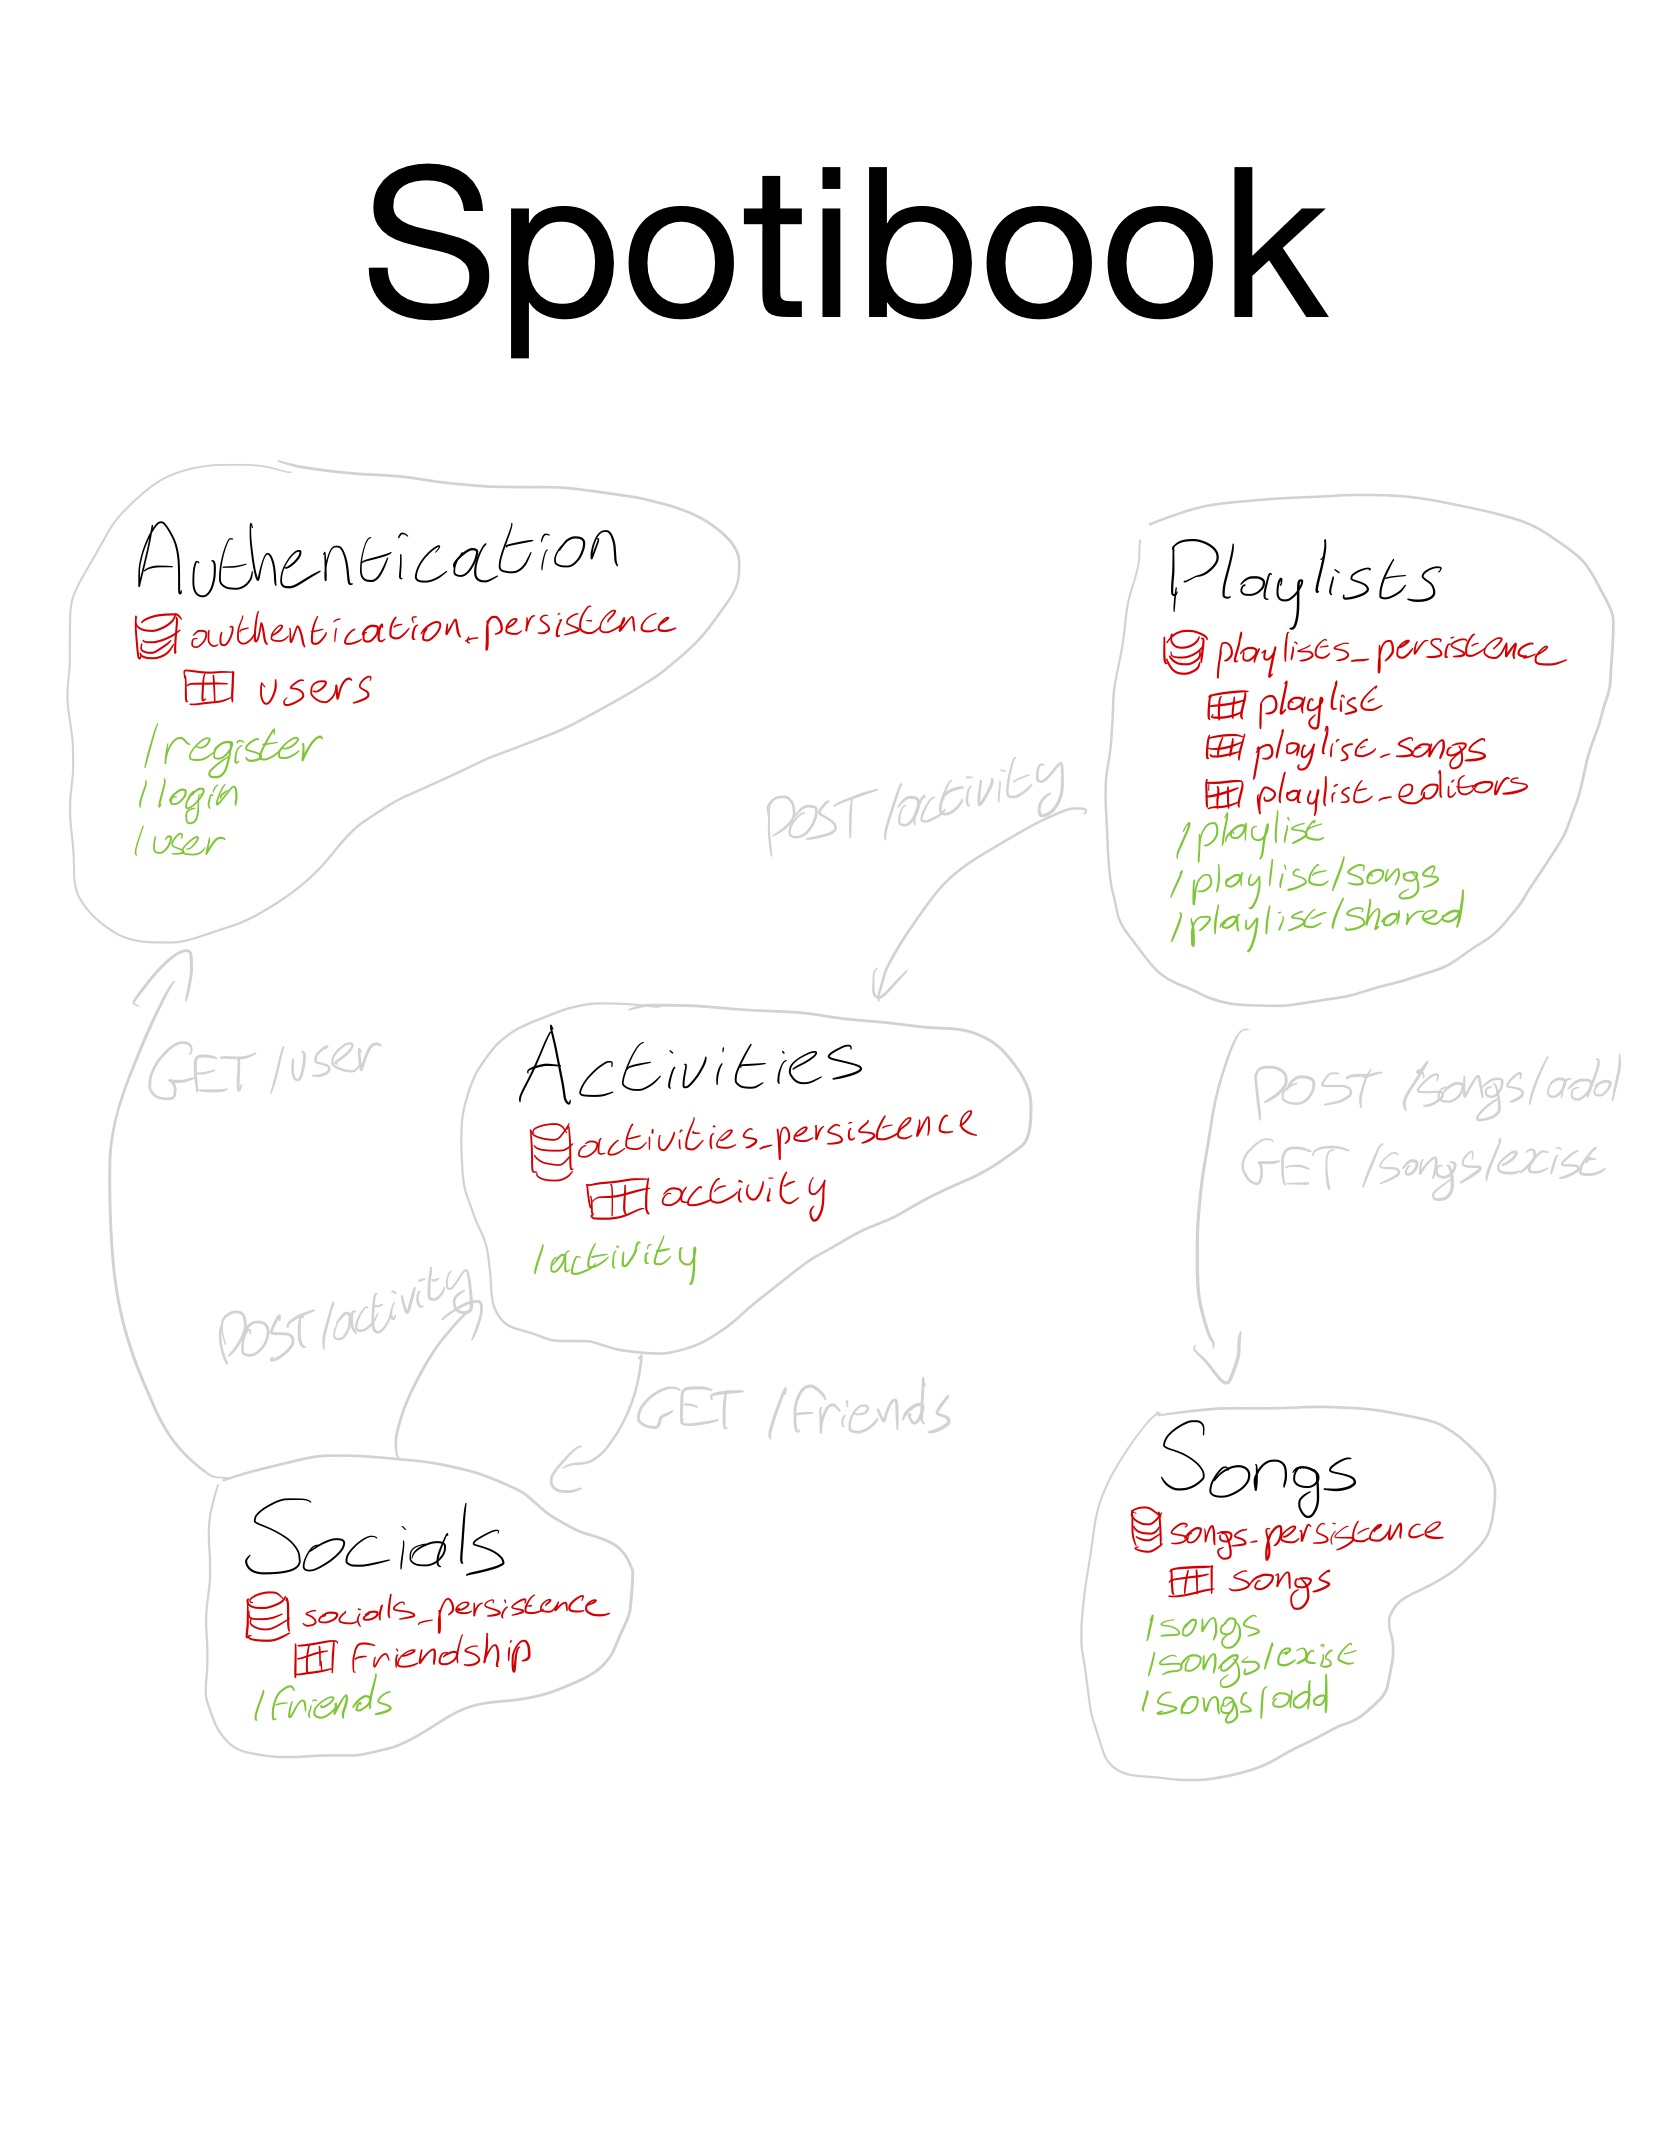 Spotibook
Authentication
authentication_persistence
users
/register
/login
/user
Playlists
playlists_persistence
playlist
playlist_songs
playlist_editors
/playlist
/playlist/songs
/playlist/shared
POST /activity
GET /user
Activities
activities_persistence
activity
/activity
POST /songs/add
GET /songs/exist
POST /activity
GET /friends
Socials
socials_persistence
friendship
/friends
Songs
songs_persistence
songs
/songs
/songs/exist
/songs/add